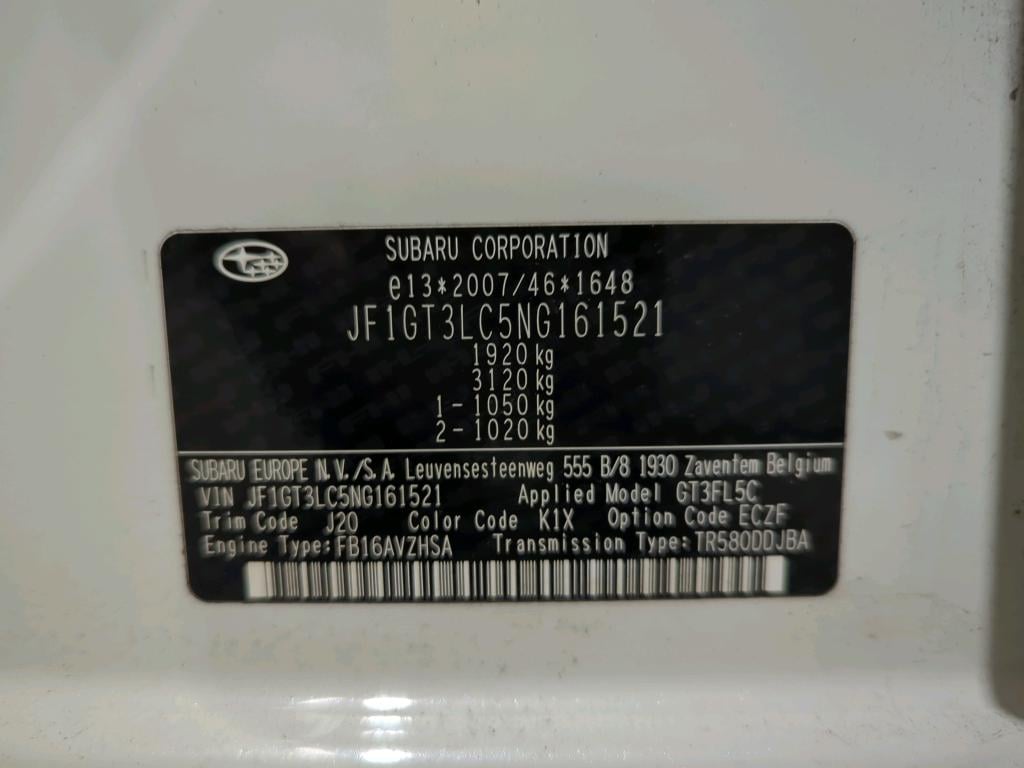 SUBARU CORPORATION
e13*2007/46*1648
JF1GT3LC5NG161521
1920 kg
3120 kg
1 - 1050 kg
2 - 1020 kg
SUBARU EUROPE N.V./S.A. Leuvensesteenweg 555 B/8 1930 Zaventem Belgium
VIN JF1GT3LC5NG161521 Applied Model GT3FL5C
Trim Code J20 Color Code K1X Option Code ECZF
Engine Type: FB16AVZHSA Transmission Type: TR580DDJBA